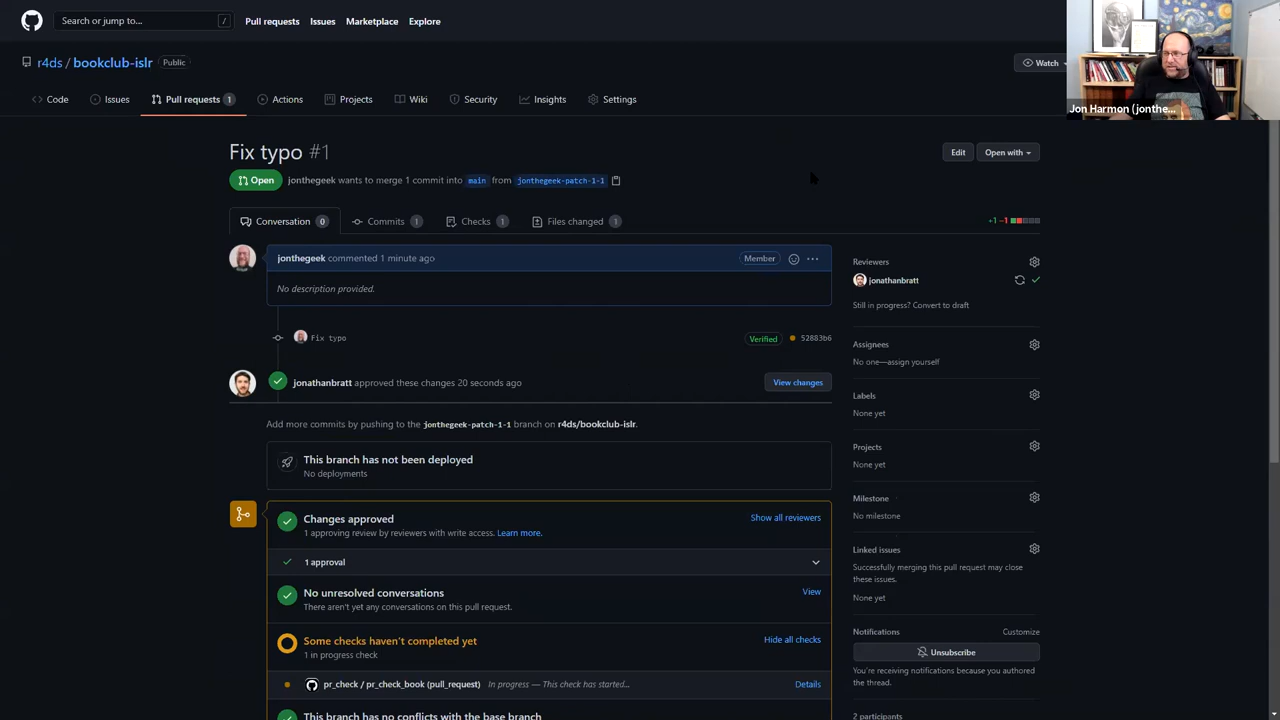 Search or jump to... /
Pull requests
Issues
Marketplace
Explore
r4ds / bookclub-islr Public
Watch
Code
Issues
Pull requests 1
Actions
Projects
Wiki
Security
Insights
Settings
Jon Harmon (jonthe...
Fix typo #1
Edit
Open with
Open
jonthegeek wants to merge 1 commit into main from jonthegeek-patch-1-1
Conversation 0
Commits 1
Checks 1
Files changed 1
+1 −1
jonthegeek commented 1 minute ago
Member
No description provided.
Fix typo
Verified
52883b6
jonathanbratt approved these changes 20 seconds ago
View changes
Add more commits by pushing to the jonthegeek-patch-1-1 branch on r4ds/bookclub-islr.
This branch has not been deployed
No deployments
Changes approved
1 approving review by reviewers with write access. Learn more.
Show all reviewers
1 approval
No unresolved conversations
There aren't yet any conversations on this pull request.
View
Some checks haven't completed yet
1 in progress check
Hide all checks
pr_check / pr_check_book (pull_request) In progress — This check has started...
Details
This branch has no conflicts with the base branch
Reviewers
jonathanbratt
Still in progress? Convert to draft
Assignees
No one—assign yourself
Labels
None yet
Projects
None yet
Milestone
No milestone
Linked issues
Successfully merging this pull request may close
these issues.
None yet
Notifications
Customize
Unsubscribe
You're receiving notifications because you authored
the thread.
2 participants